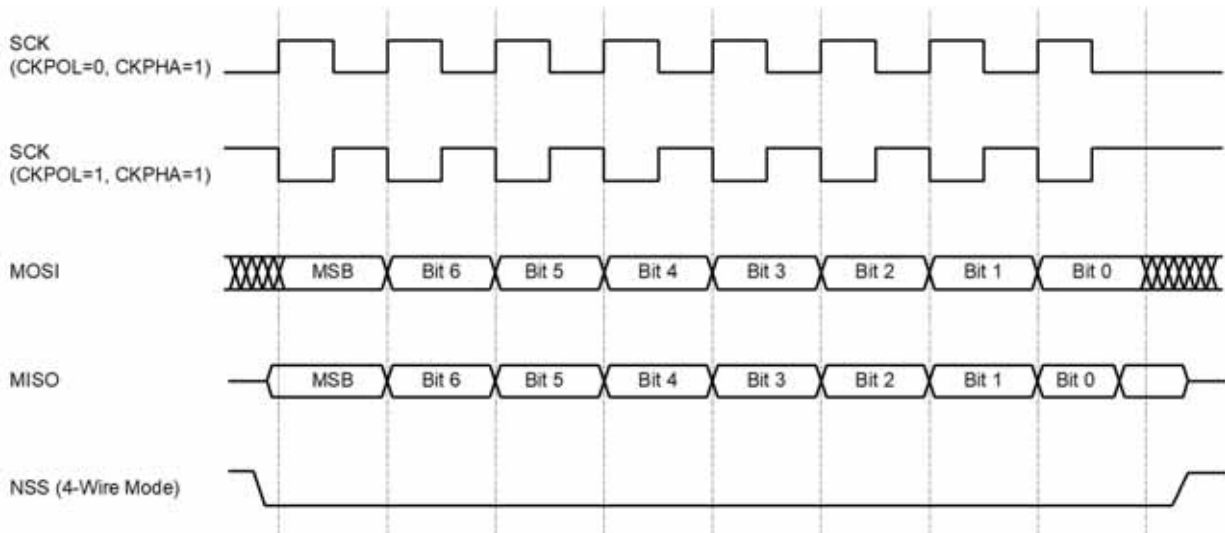 SCK
(CKPOL=0, CKPHA=1)
SCK
(CKPOL=1, CKPHA=1)
MOSI
MSB Bit 6 Bit 5 Bit 4 Bit 3 Bit 2 Bit 1 Bit 0
MISO
MSB Bit 6 Bit 5 Bit 4 Bit 3 Bit 2 Bit 1 Bit 0
NSS (4-Wire Mode)